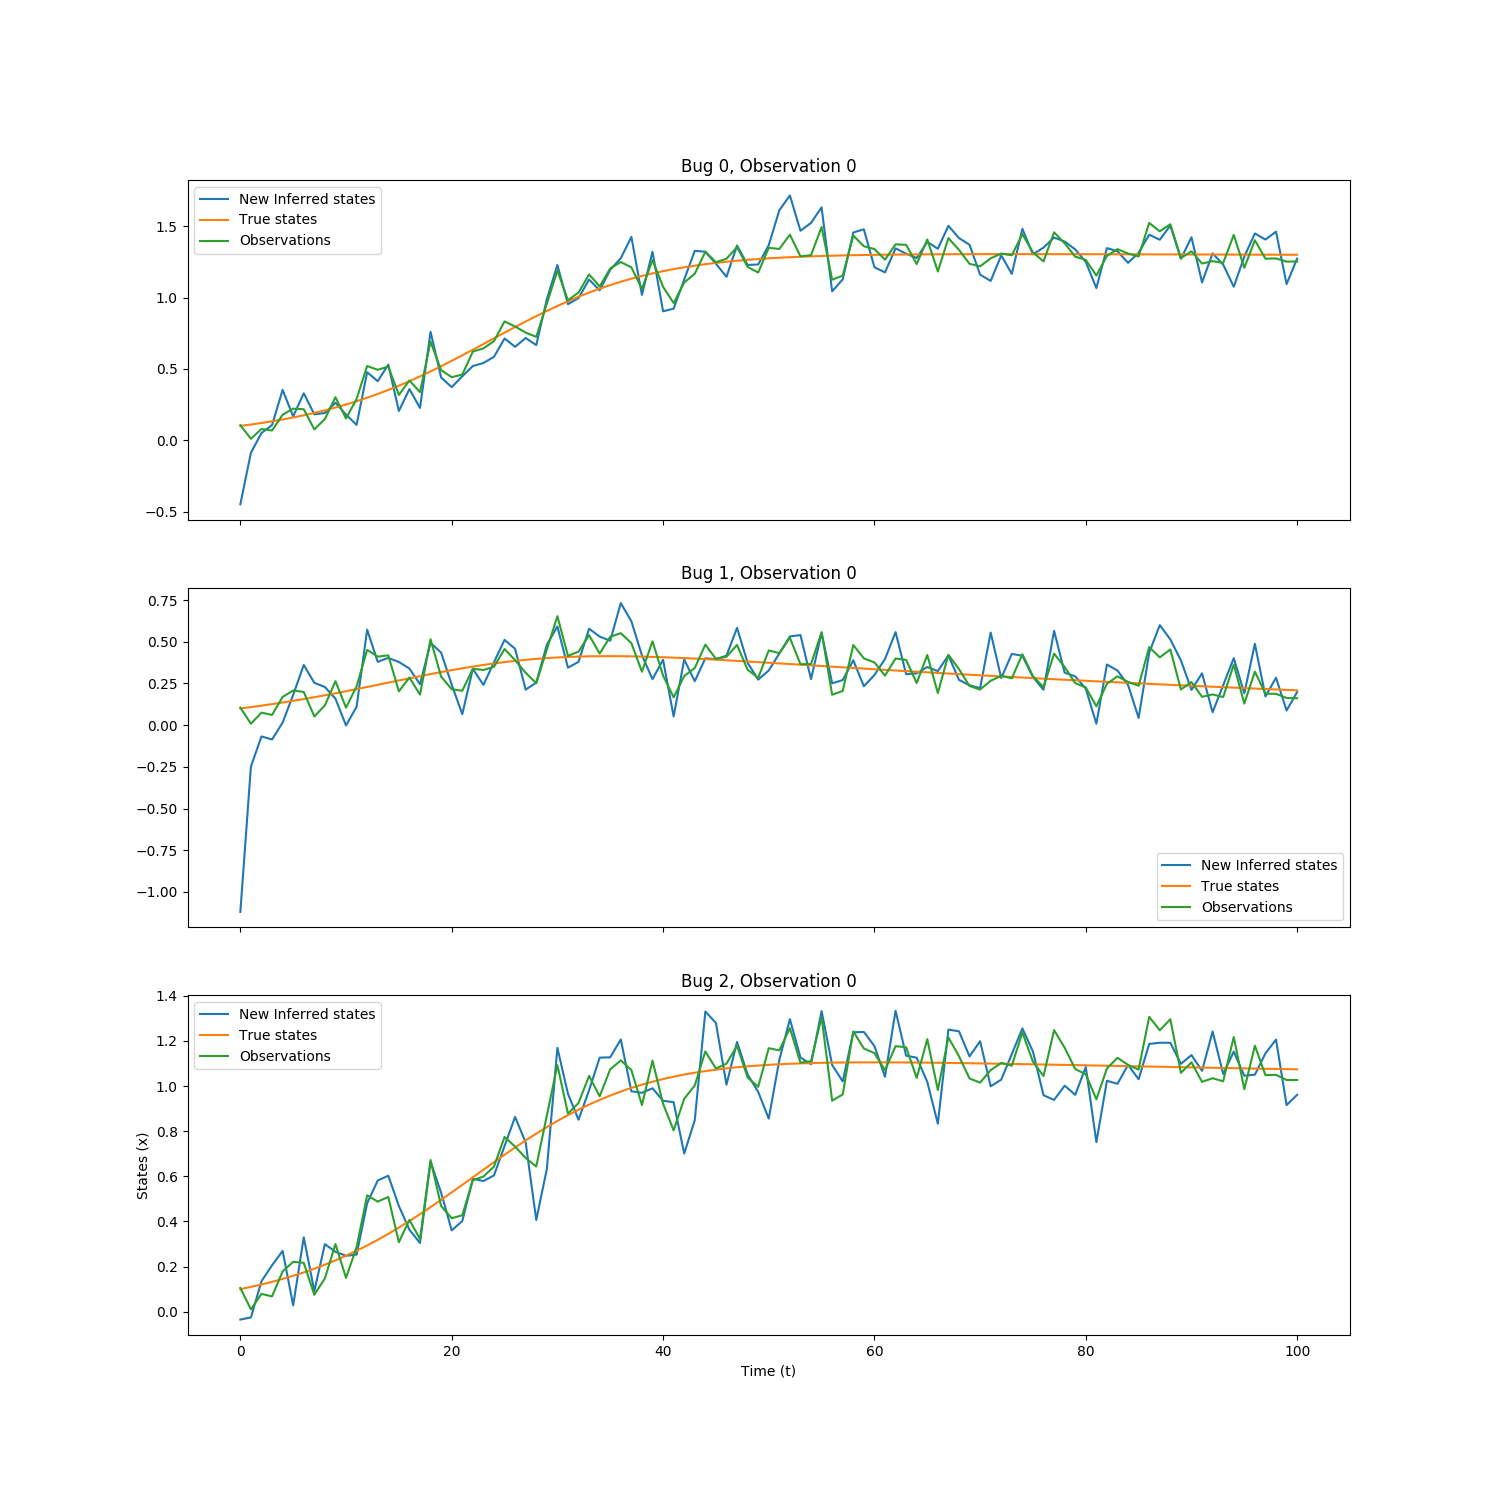 Bug 0, Observation 0
New Inferred states
True states
Observations
1.5
1.0
0.5
0.0
−0.5
Bug 1, Observation 0
0.75
0.50
0.25
0.00
−0.25
−0.50
−0.75
−1.00
New Inferred states
True states
Observations
Bug 2, Observation 0
New Inferred states
True states
Observations
1.4
1.2
1.0
0.8
0.6
0.4
0.2
0.0
States (x)
0 20 40 60 80 100
Time (t)